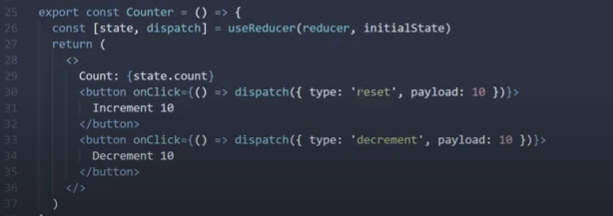 25 export const Counter = () => {
26 const [state, dispatch] = useReducer(reducer, initialState)
27 return (
28 <>
29 Count: {state.count}
30 <button onClick={() => dispatch({ type: 'reset', payload: 10 })}>
31 Increment 10
32 </button>
33 <button onClick={() => dispatch({ type: 'decrement', payload: 10 })}>
34 Decrement 10
35 </button>
36 </>
37 )